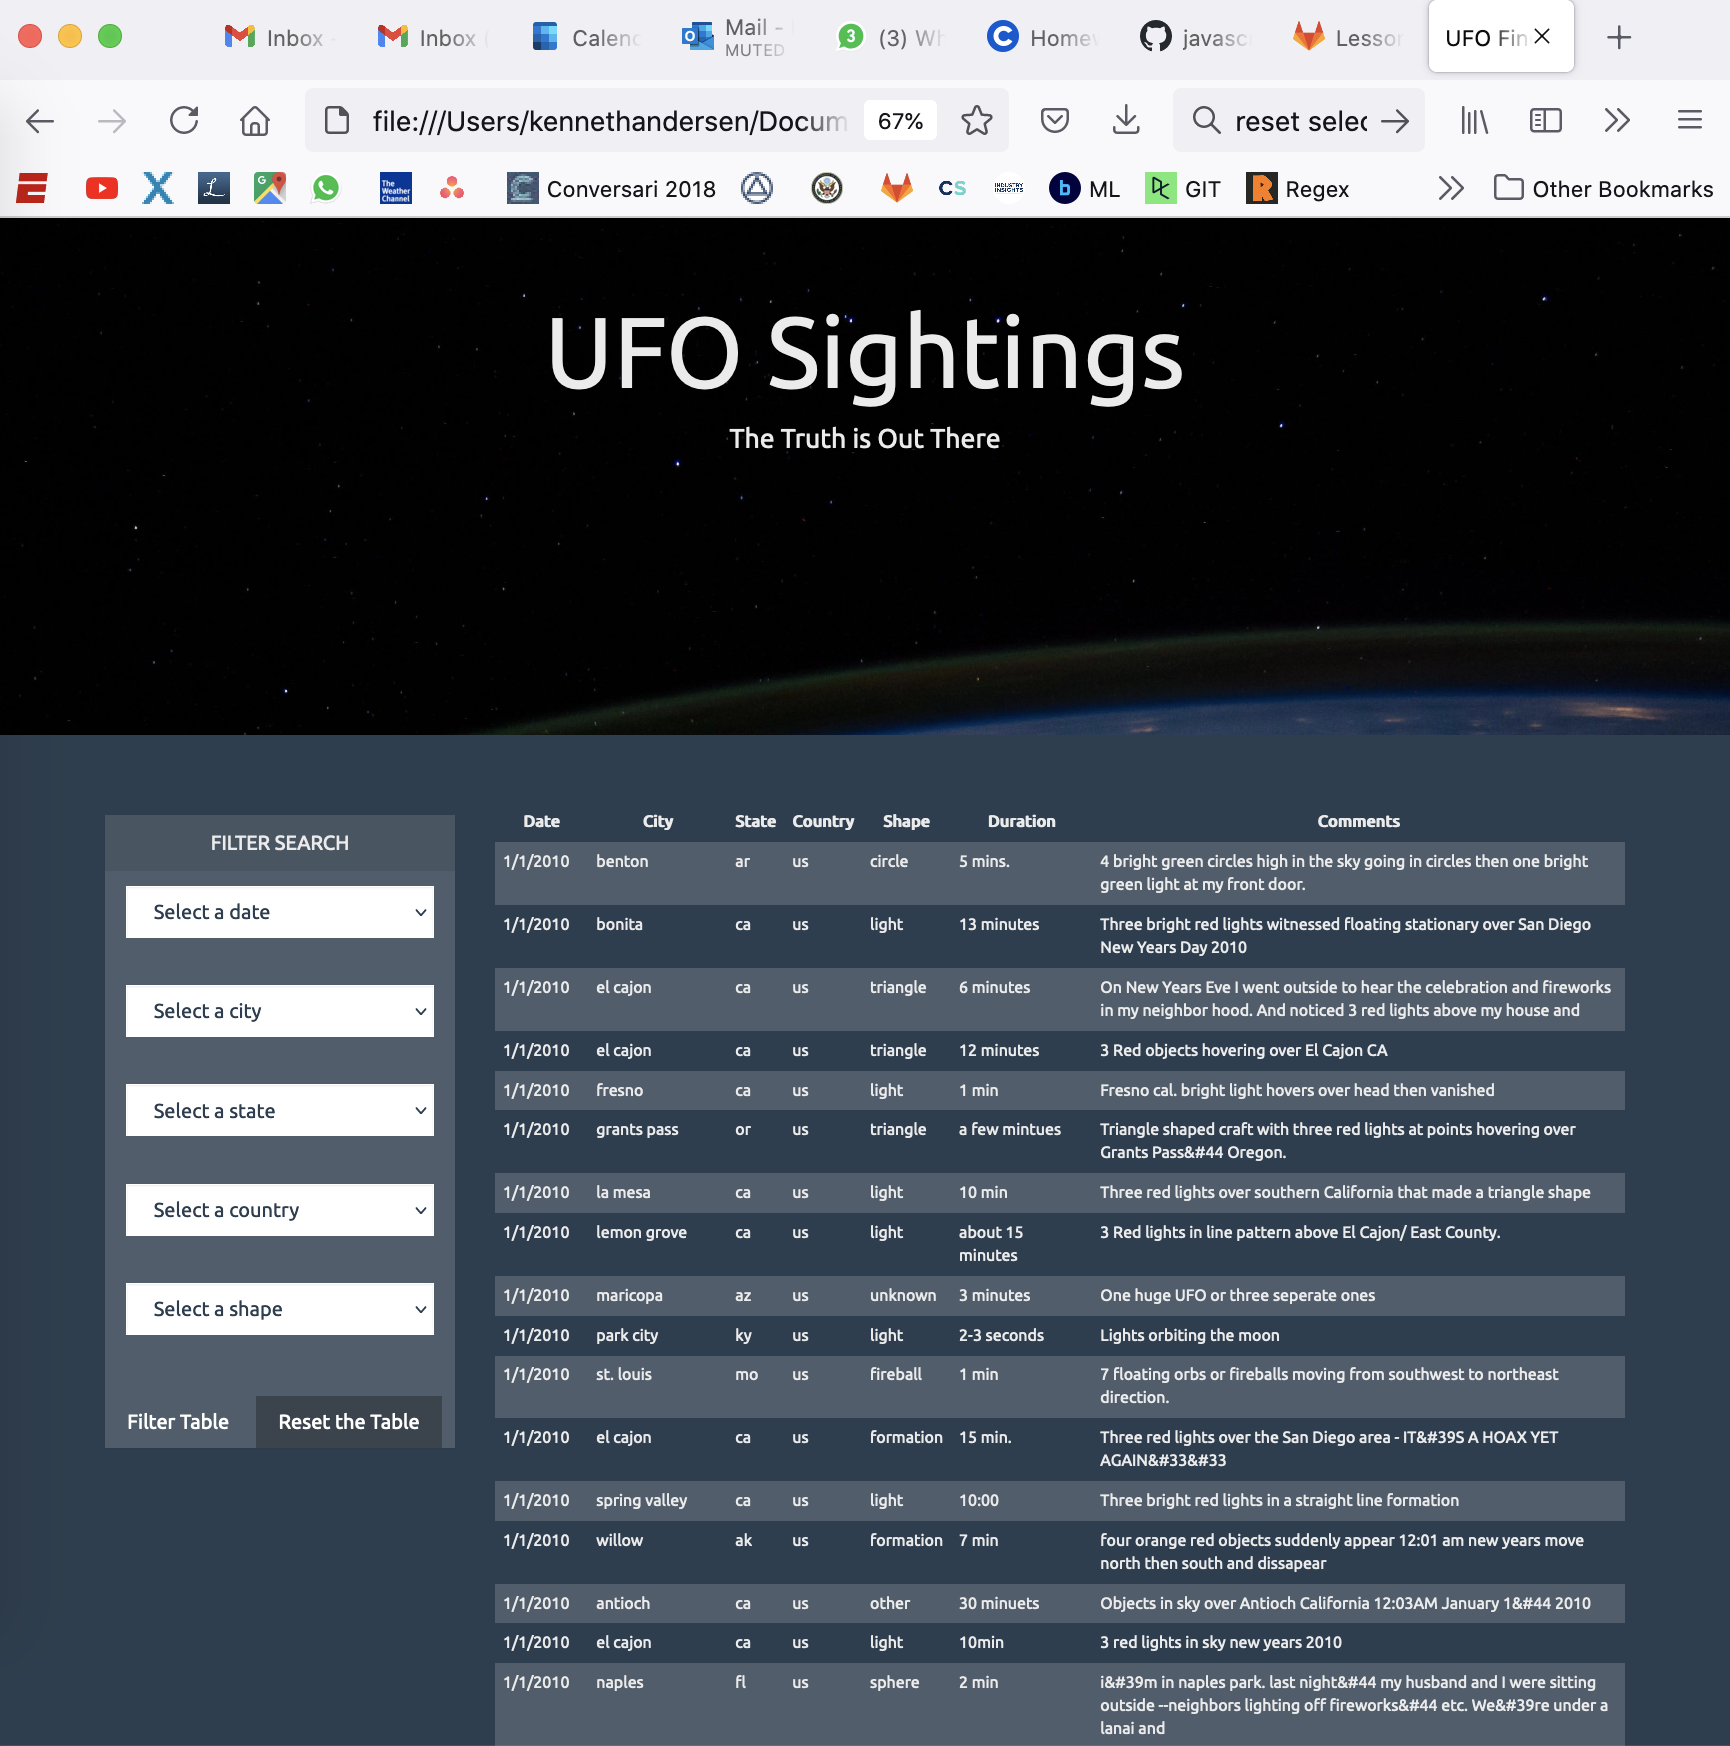 Inbox -
Inbox (
Calend
Mail -
MUTED
3
(3) Wh
Home
javasc
Lesso
UFO Fin
file:///Users/kennethandersen/Docum
67%
reset selec
The Weather Channel
Conversari 2018
CS
INDUSTRY INSIGHTS
b
ML
GIT
R
Regex
Other Bookmarks
UFO Sightings
The Truth is Out There
FILTER SEARCH
Select a date
Select a city
Select a state
Select a country
Select a shape
Filter Table
Reset the Table
Date City State Country Shape Duration Comments
1/1/2010 benton ar us circle 5 mins. 4 bright green circles high in the sky going in circles then one bright
green light at my front door.
1/1/2010 bonita ca us light 13 minutes Three bright red lights witnessed floating stationary over San Diego
New Years Day 2010
1/1/2010 el cajon ca us triangle 6 minutes On New Years Eve I went outside to hear the celebration and fireworks
in my neighbor hood. And noticed 3 red lights above my house and
1/1/2010 el cajon ca us triangle 12 minutes 3 Red objects hovering over El Cajon CA
1/1/2010 fresno ca us light 1 min Fresno cal. bright light hovers over head then vanished
1/1/2010 grants pass or us triangle a few mintues Triangle shaped craft with three red lights at points hovering over
Grants Pass&#44 Oregon.
1/1/2010 la mesa ca us light 10 min Three red lights over southern California that made a triangle shape
1/1/2010 lemon grove ca us light about 15 3 Red lights in line pattern above El Cajon/ East County.
minutes
1/1/2010 maricopa az us unknown 3 minutes One huge UFO or three seperate ones
1/1/2010 park city ky us light 2-3 seconds Lights orbiting the moon
1/1/2010 st. louis mo us fireball 1 min 7 floating orbs or fireballs moving from southwest to northeast
direction.
1/1/2010 el cajon ca us formation 15 min. Three red lights over the San Diego area - IT&#39S A HOAX YET
AGAIN&#33&#33
1/1/2010 spring valley ca us light 10:00 Three bright red lights in a straight line formation
1/1/2010 willow ak us formation 7 min four orange red objects suddenly appear 12:01 am new years move
north then south and dissapear
1/1/2010 antioch ca us other 30 minuets Objects in sky over Antioch California 12:03AM January 1&#44 2010
1/1/2010 el cajon ca us light 10min 3 red lights in sky new years 2010
1/1/2010 naples fl us sphere 2 min i&#39m in naples park. last night&#44 my husband and I were sitting
outside --neighbors lighting off fireworks&#44 etc. We&#39re under a
lanai and